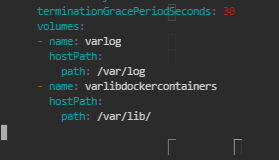 terminationGracePeriodSeconds: 30
volumes:
- name: varlog
  hostPath:
    path: /var/log
- name: varlibdockercontainers
  hostPath:
    path: /var/lib/